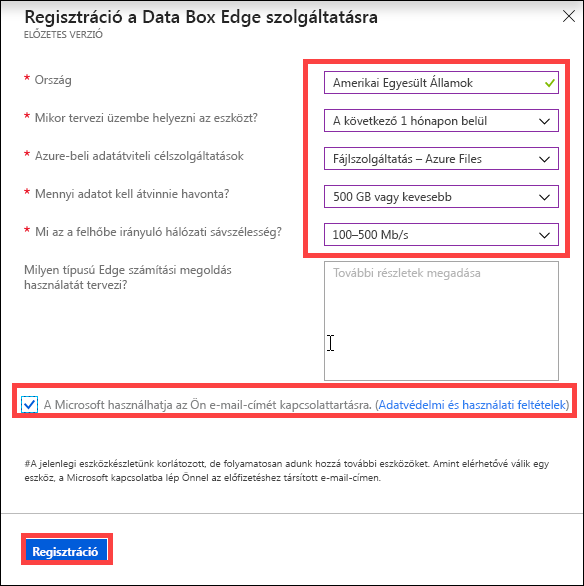 Regisztráció a Data Box Edge szolgáltatásra
ELŐZETES VERZIÓ
* Ország
Amerikai Egyesült Államok
* Mikor tervezi üzembe helyezni az eszközt?
A következő 1 hónapon belül
* Azure-beli adatátviteli célszolgáltatások
Fájlszolgáltatás – Azure Files
* Mennyi adatot kell átvinnie havonta?
500 GB vagy kevesebb
* Mi az a felhőbe irányuló hálózati sávszélesség?
100–500 Mb/s
Milyen típusú Edge számítási megoldás
használatát tervezi?
További részletek megadása
A Microsoft használhatja az Ön e-mail-címét kapcsolattartásra. (Adatvédelmi és használati feltételek)
#A jelenlegi eszközkészletünk korlátozott, de folyamatosan adunk hozzá további eszközöket. Amint elérhetővé válik egy
eszköz, a Microsoft kapcsolatba lép Önnel az előfizetéshez társított e-mail-címen.
Regisztráció